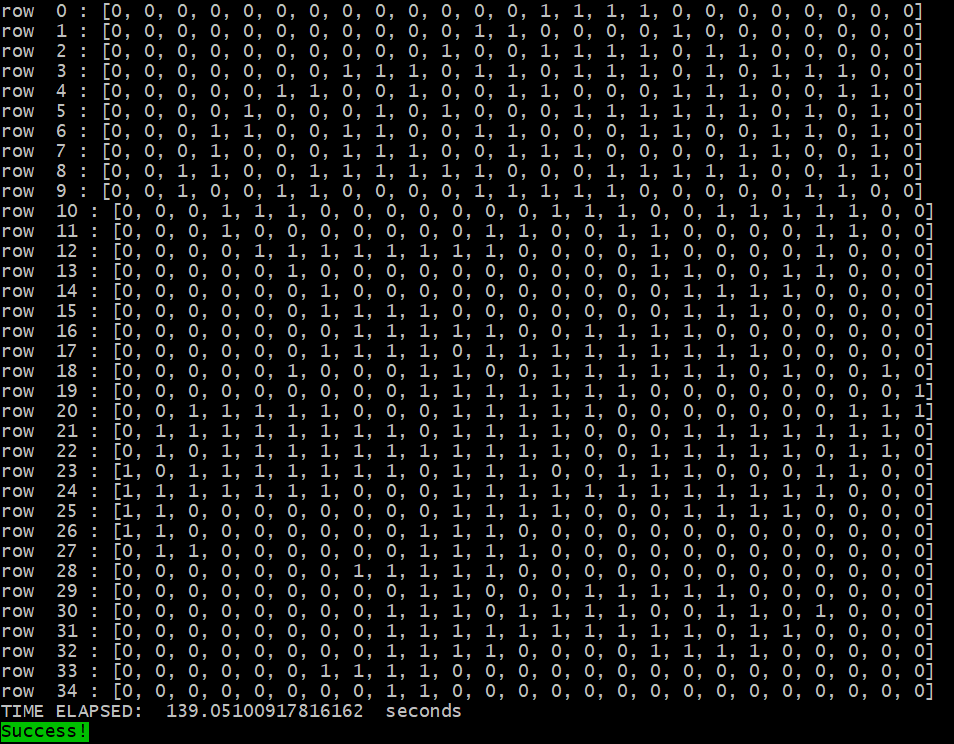 row  0 : [0, 0, 0, 0, 0, 0, 0, 0, 0, 0, 0, 0, 0, 1, 1, 1, 1, 0, 0, 0, 0, 0, 0, 0, 0]
row  1 : [0, 0, 0, 0, 0, 0, 0, 0, 0, 0, 0, 1, 1, 0, 0, 0, 0, 1, 0, 0, 0, 0, 0, 0, 0]
row  2 : [0, 0, 0, 0, 0, 0, 0, 0, 0, 0, 1, 0, 0, 1, 1, 1, 1, 0, 1, 1, 0, 0, 0, 0, 0]
row  3 : [0, 0, 0, 0, 0, 0, 0, 1, 1, 1, 0, 1, 1, 0, 1, 1, 1, 0, 1, 0, 1, 1, 1, 0, 0]
row  4 : [0, 0, 0, 0, 0, 1, 1, 0, 0, 1, 0, 0, 1, 1, 0, 0, 0, 1, 1, 1, 0, 0, 1, 1, 0]
row  5 : [0, 0, 0, 0, 1, 0, 0, 0, 1, 0, 1, 0, 0, 0, 1, 1, 1, 1, 1, 1, 0, 1, 0, 1, 0]
row  6 : [0, 0, 0, 1, 1, 0, 0, 1, 1, 0, 0, 1, 1, 0, 0, 0, 1, 1, 0, 0, 1, 1, 0, 1, 0]
row  7 : [0, 0, 0, 1, 0, 0, 0, 1, 1, 1, 0, 0, 1, 1, 1, 0, 0, 0, 0, 1, 1, 0, 0, 1, 0]
row  8 : [0, 0, 1, 1, 0, 0, 1, 1, 1, 1, 1, 1, 0, 0, 0, 1, 1, 1, 1, 1, 0, 0, 1, 0, 0]
row  9 : [0, 0, 1, 0, 0, 1, 1, 0, 0, 0, 0, 1, 1, 1, 1, 1, 0, 0, 0, 0, 0, 1, 1, 0, 0]
row  10 : [0, 0, 0, 1, 1, 1, 0, 0, 0, 0, 0, 0, 0, 1, 1, 1, 0, 0, 1, 1, 1, 1, 1, 0, 0]
row  11 : [0, 0, 0, 1, 0, 0, 0, 0, 0, 0, 0, 1, 1, 0, 0, 1, 1, 0, 0, 0, 0, 1, 1, 0, 0]
row  12 : [0, 0, 0, 0, 1, 1, 1, 1, 1, 1, 1, 1, 0, 0, 0, 0, 1, 1, 0, 0, 0, 1, 0, 0, 0]
row  13 : [0, 0, 0, 0, 0, 1, 0, 0, 0, 0, 0, 0, 0, 0, 0, 0, 1, 1, 0, 0, 1, 1, 0, 0, 0]
row  14 : [0, 0, 0, 0, 0, 0, 1, 0, 0, 0, 0, 0, 0, 0, 0, 0, 0, 1, 1, 1, 1, 0, 0, 0, 0]
row  15 : [0, 0, 0, 0, 0, 0, 1, 1, 1, 1, 0, 0, 0, 0, 0, 0, 0, 1, 1, 1, 0, 0, 0, 0, 0]
row  16 : [0, 0, 0, 0, 0, 0, 0, 1, 1, 1, 1, 1, 0, 0, 1, 1, 1, 1, 0, 0, 0, 0, 0, 0, 0]
row  17 : [0, 0, 0, 0, 0, 0, 1, 1, 1, 1, 0, 1, 1, 1, 1, 1, 1, 1, 1, 1, 0, 0, 0, 0, 0]
row  18 : [0, 0, 0, 0, 0, 1, 0, 0, 0, 1, 1, 0, 0, 1, 1, 1, 1, 1, 1, 0, 1, 0, 0, 1, 0]
row  19 : [0, 0, 0, 0, 0, 0, 0, 0, 0, 1, 1, 1, 1, 1, 1, 1, 0, 0, 0, 0, 0, 0, 0, 0, 1]
row  20 : [0, 0, 1, 1, 1, 1, 1, 0, 0, 0, 1, 1, 1, 1, 1, 0, 0, 0, 0, 0, 0, 0, 1, 1, 1]
row  21 : [0, 1, 1, 1, 1, 1, 1, 1, 1, 0, 1, 1, 1, 1, 0, 0, 0, 1, 1, 1, 1, 1, 1, 1, 0]
row  22 : [0, 1, 0, 1, 1, 1, 1, 1, 1, 1, 1, 1, 1, 1, 0, 0, 1, 1, 1, 1, 1, 0, 1, 1, 0]
row  23 : [1, 0, 1, 1, 1, 1, 1, 1, 1, 0, 1, 1, 1, 0, 0, 1, 1, 1, 0, 0, 0, 1, 1, 0, 0]
row  24 : [1, 1, 1, 1, 1, 1, 1, 0, 0, 0, 1, 1, 1, 1, 1, 1, 1, 1, 1, 1, 1, 1, 0, 0, 0]
row  25 : [1, 1, 0, 0, 0, 0, 0, 0, 0, 0, 1, 1, 1, 1, 0, 0, 0, 1, 1, 1, 1, 0, 0, 0, 0]
row  26 : [1, 1, 0, 0, 0, 0, 0, 0, 0, 1, 1, 1, 0, 0, 0, 0, 0, 0, 0, 0, 0, 0, 0, 0, 0]
row  27 : [0, 1, 1, 0, 0, 0, 0, 0, 0, 1, 1, 1, 1, 0, 0, 0, 0, 0, 0, 0, 0, 0, 0, 0, 0]
row  28 : [0, 0, 0, 0, 0, 0, 0, 1, 1, 1, 1, 1, 0, 0, 0, 0, 0, 0, 0, 0, 0, 0, 0, 0, 0]
row  29 : [0, 0, 0, 0, 0, 0, 0, 0, 0, 1, 1, 0, 0, 0, 1, 1, 1, 1, 1, 0, 0, 0, 0, 0, 0]
row  30 : [0, 0, 0, 0, 0, 0, 0, 0, 1, 1, 1, 0, 1, 1, 1, 1, 0, 0, 1, 1, 0, 1, 0, 0, 0]
row  31 : [0, 0, 0, 0, 0, 0, 0, 0, 1, 1, 1, 1, 1, 1, 1, 1, 1, 1, 0, 1, 1, 0, 0, 0, 0]
row  32 : [0, 0, 0, 0, 0, 0, 0, 0, 1, 1, 1, 1, 0, 0, 0, 0, 1, 1, 1, 1, 0, 0, 0, 0, 0]
row  33 : [0, 0, 0, 0, 0, 0, 1, 1, 1, 1, 0, 0, 0, 0, 0, 0, 0, 0, 0, 0, 0, 0, 0, 0, 0]
row  34 : [0, 0, 0, 0, 0, 0, 0, 0, 1, 1, 0, 0, 0, 0, 0, 0, 0, 0, 0, 0, 0, 0, 0, 0, 0]
TIME ELAPSED:  139.05100917816162  seconds
Success!